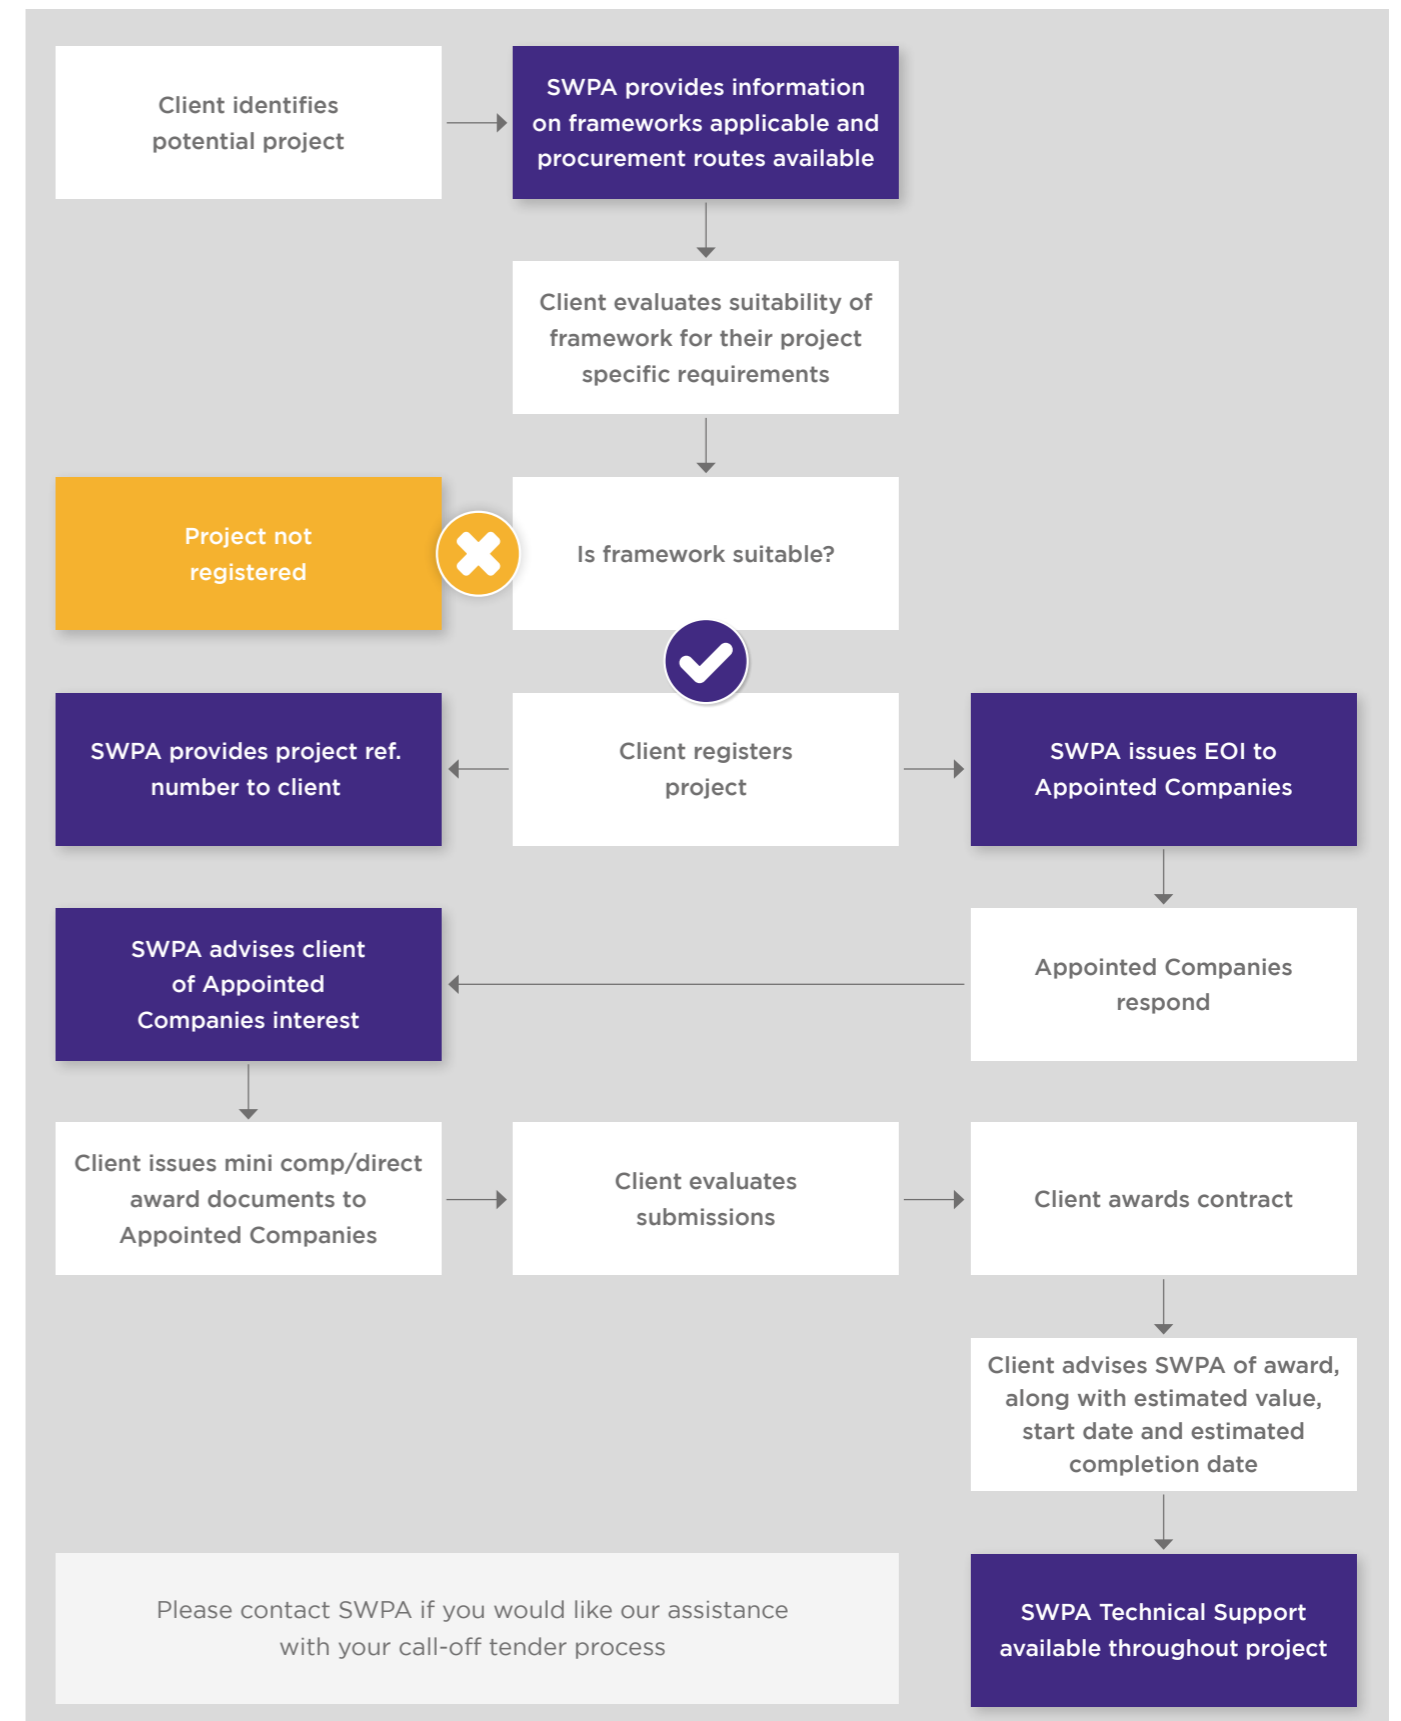 Client identifies
potential project
SWPA provides information
on frameworks applicable and
procurement routes available
Client evaluates suitability of
framework for their project
specific requirements
Project not
registered
Is framework suitable?
SWPA provides project ref.
number to client
Client registers
project
SWPA issues EOI to
Appointed Companies
SWPA advises client
of Appointed
Companies interest
Appointed Companies
respond
Client issues mini comp/direct
award documents to
Appointed Companies
Client evaluates
submissions
Client awards contract
Client advises SWPA of award,
along with estimated value,
start date and estimated
completion date
Please contact SWPA if you would like our assistance
with your call-off tender process
SWPA Technical Support
available throughout project